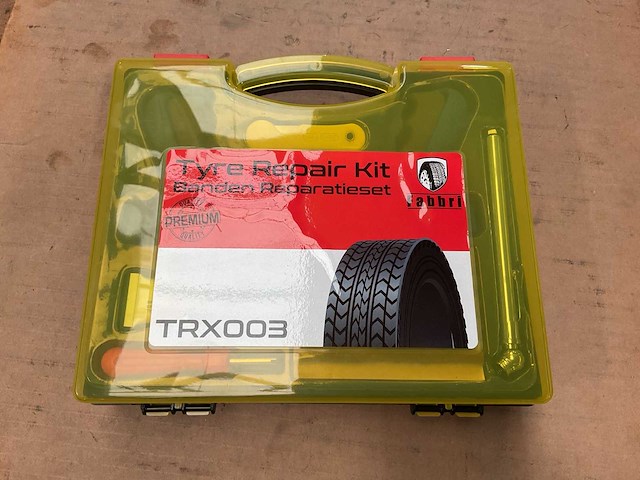 Tyre Repair Kit
Banden Reparatieset
fabbri
PREMIUM
TRX003